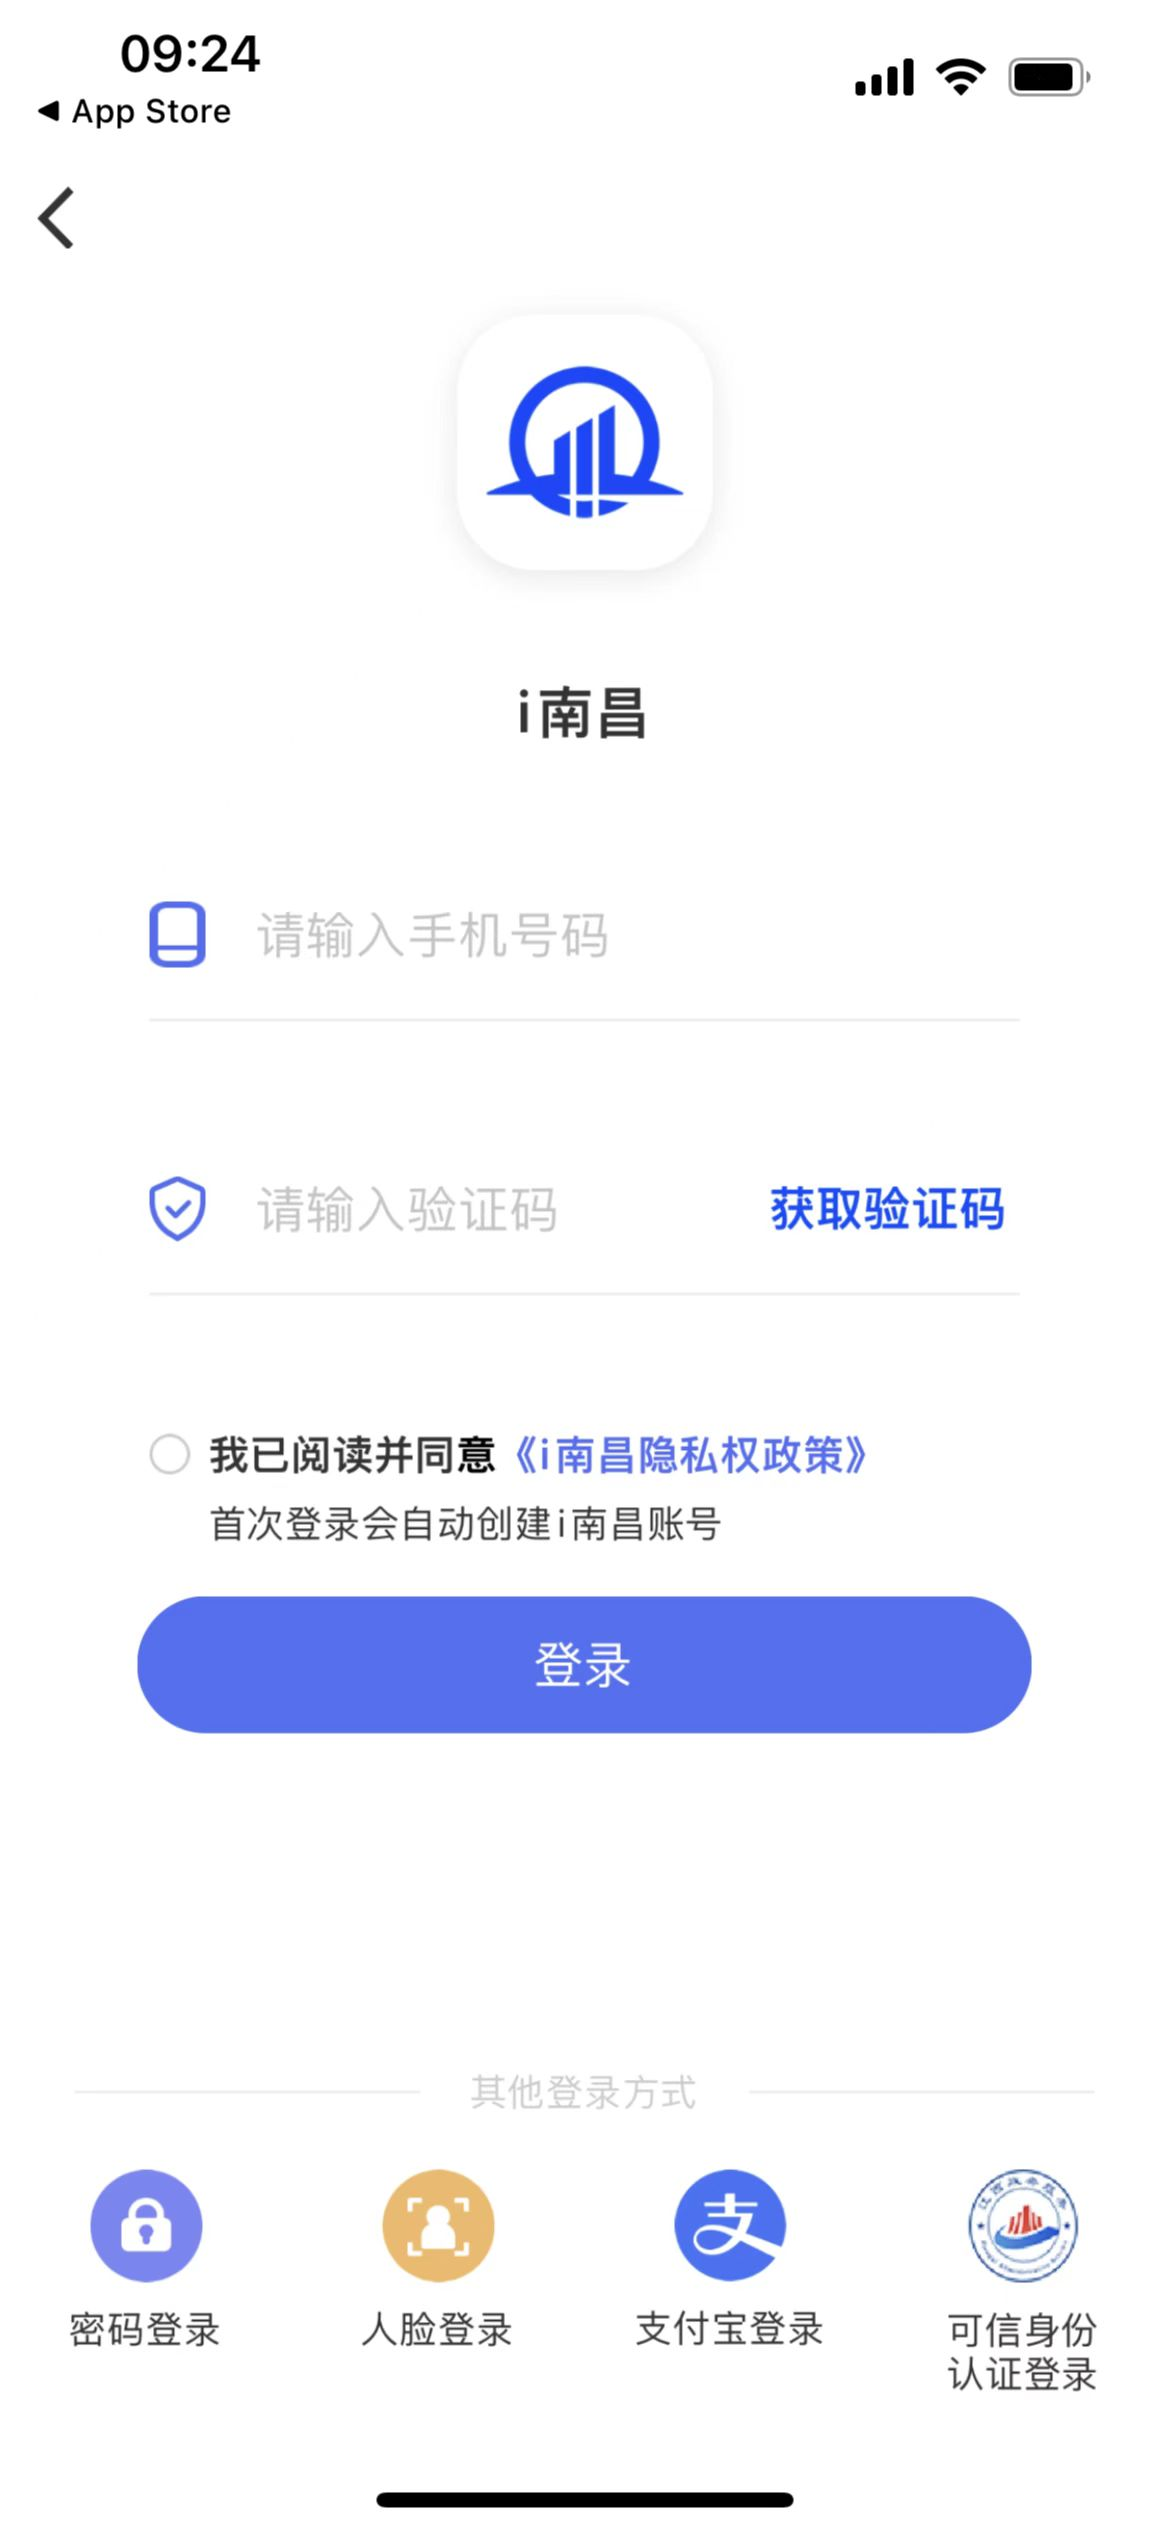 09:24
App Store
i南昌
请输入手机号码
请输入验证码 获取验证码
我已阅读并同意《i南昌隐私权政策》
首次登录会自动创建i南昌账号
登录
其他登录方式
密码登录 人脸登录 支付宝登录 可信身份
认证登录